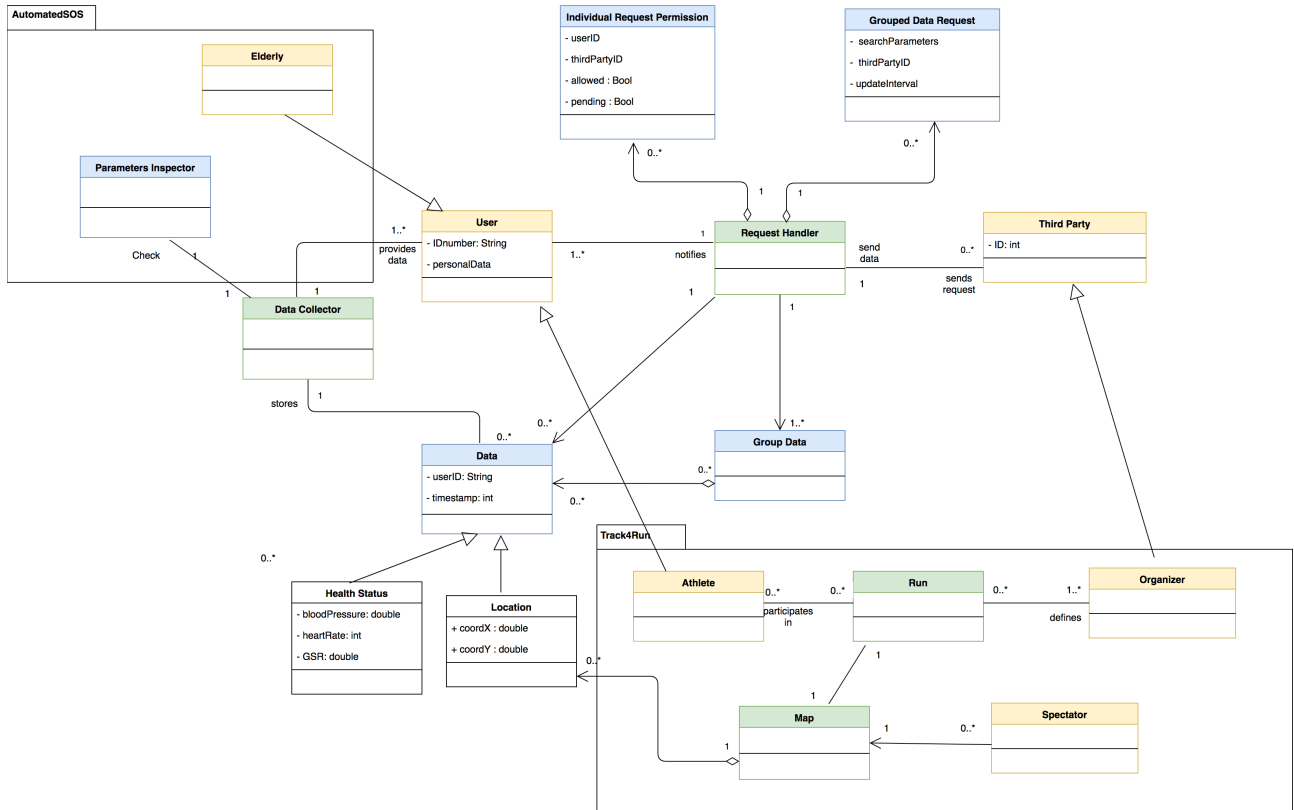 AutomatedSOS
Elderly
Parameters Inspector
Check
1
1
Data Collector
1
1..*
provides
data
User
- IDnumber: String
- personalData
1..*
1
notifies
Individual Request Permission
- userID
- thirdPartyID
- allowed : Bool
- pending : Bool
0..*
1
Grouped Data Request
- searchParameters
- thirdPartyID
- updateInterval
0..*
1
Request Handler
send
data
1
0..*
sends
request
Third Party
- ID: int
1
1
stores
1
0..*
0..*
Data
- userID: String
- timestamp: int
0..*
0..*
1..*
Group Data
0..*
Health Status
- bloodPressure: double
- heartRate: int
- GSR: double
Location
+ coordX : double
+ coordY : double
0..*
Track4Run
Athlete
0..*
participates
in
0..*
Run
0..*
1..*
defines
Organizer
1
1
Map
1
1
0..*
Spectator